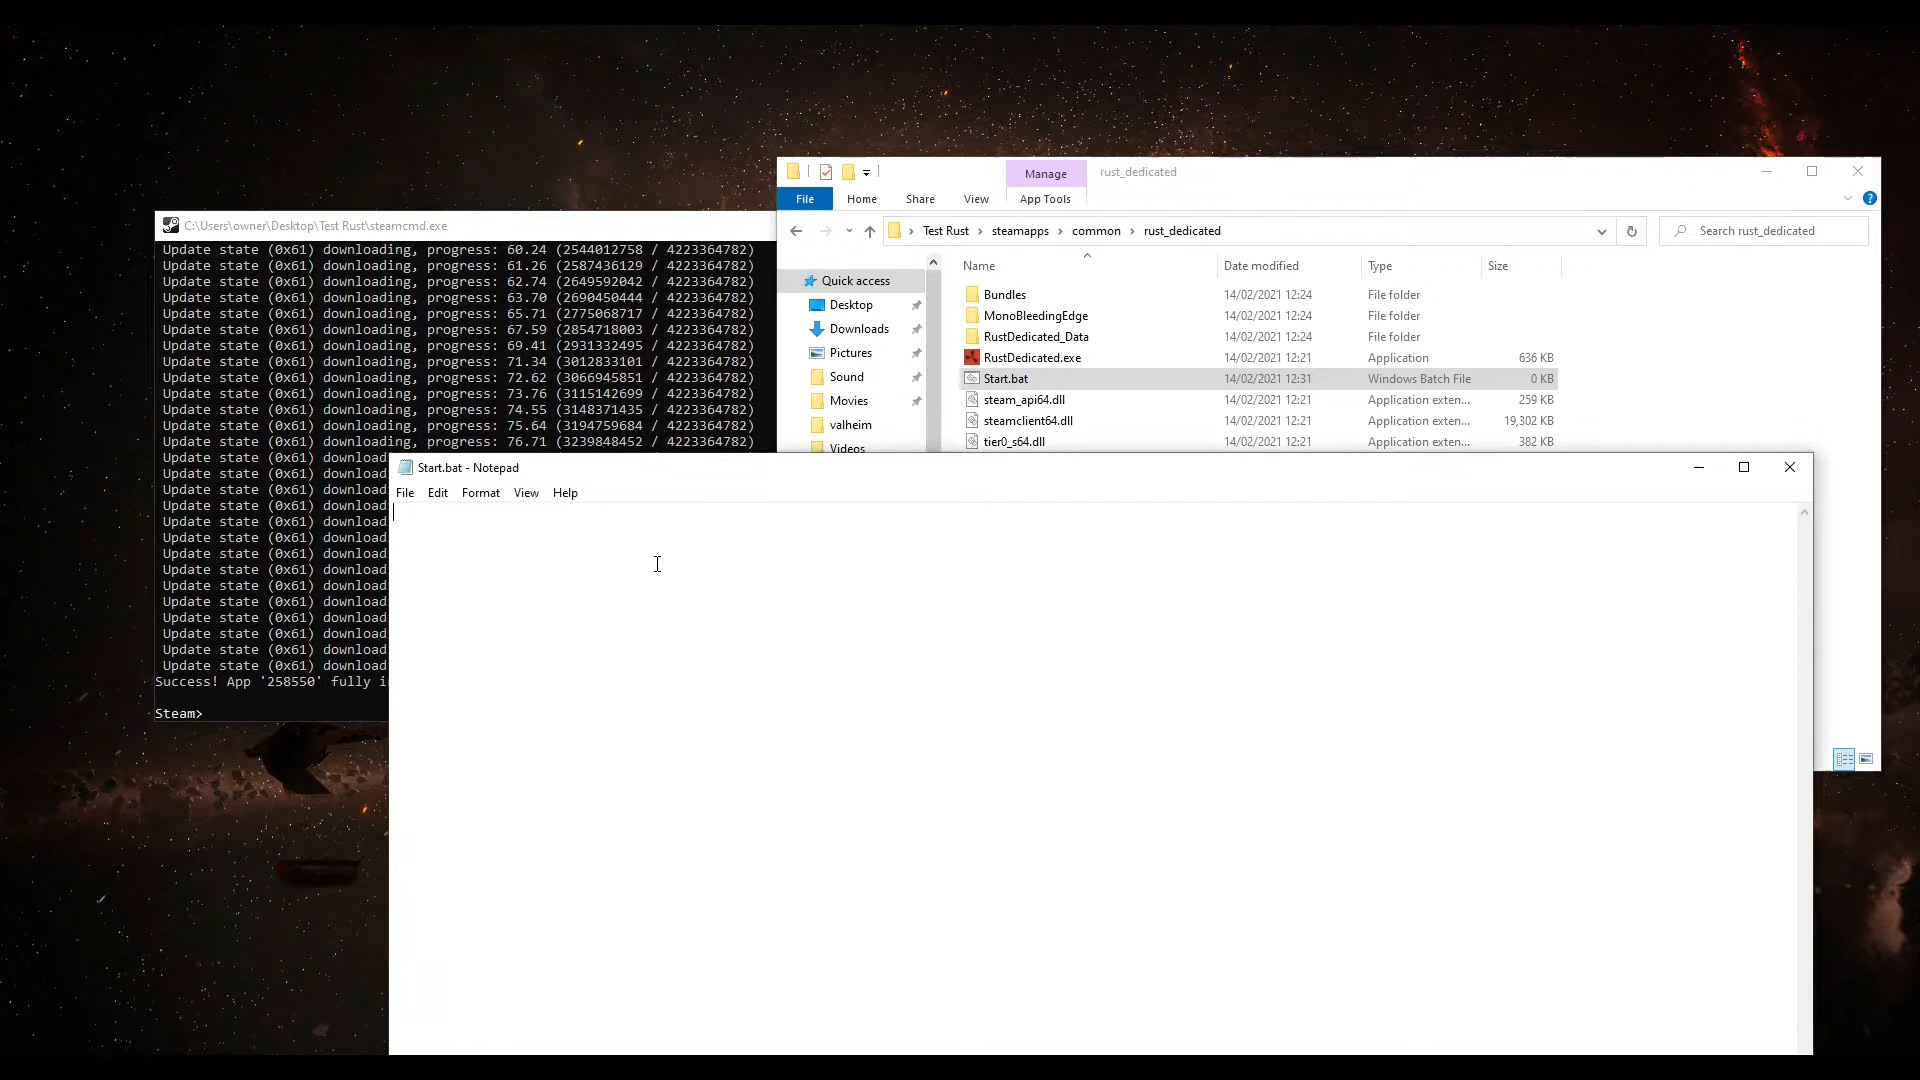 C:\Users\owner\Desktop\Test Rust\steamcmd.exe
Update state (0x61) downloading, progress: 60.24 (2544012758 / 4223364782)
Update state (0x61) downloading, progress: 61.26 (2587436129 / 4223364782)
Update state (0x61) downloading, progress: 62.74 (2649592042 / 4223364782)
Update state (0x61) downloading, progress: 63.70 (2690450444 / 4223364782)
Update state (0x61) downloading, progress: 65.71 (2775068717 / 4223364782)
Update state (0x61) downloading, progress: 67.59 (2854718003 / 4223364782)
Update state (0x61) downloading, progress: 69.41 (2931332495 / 4223364782)
Update state (0x61) downloading, progress: 71.34 (3012833101 / 4223364782)
Update state (0x61) downloading, progress: 72.62 (3066945851 / 4223364782)
Update state (0x61) downloading, progress: 73.76 (3115142699 / 4223364782)
Update state (0x61) downloading, progress: 74.55 (3148371435 / 4223364782)
Update state (0x61) downloading, progress: 75.64 (3194759684 / 4223364782)
Update state (0x61) downloading, progress: 76.71 (3239848452 / 4223364782)
Update state (0x61) download
Update state (0x61) download
Update state (0x61) download
Update state (0x61) download
Update state (0x61) download
Update state (0x61) download
Update state (0x61) download
Update state (0x61) download
Update state (0x61) download
Update state (0x61) download
Update state (0x61) download
Update state (0x61) download
Update state (0x61) download
Update state (0x61) download
Success! App '258550' fully i
Steam>
Manage rust_dedicated
File Home Share View App Tools
Test Rust > steamapps > common > rust_dedicated
Search rust_dedicated
Quick access
Desktop
Downloads
Pictures
Sound
Movies
valheim
Videos
Name Date modified Type Size
Bundles 14/02/2021 12:24 File folder
MonoBleedingEdge 14/02/2021 12:24 File folder
RustDedicated_Data 14/02/2021 12:24 File folder
RustDedicated.exe 14/02/2021 12:21 Application 636 KB
Start.bat 14/02/2021 12:31 Windows Batch File 0 KB
steam_api64.dll 14/02/2021 12:21 Application exten... 259 KB
steamclient64.dll 14/02/2021 12:21 Application exten... 19,302 KB
tier0_s64.dll 14/02/2021 12:21 Application exten... 382 KB
Start.bat - Notepad
File Edit Format View Help